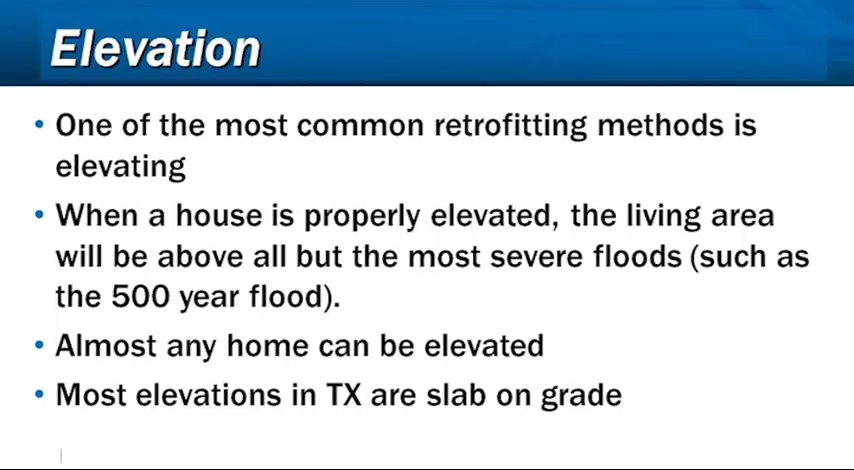 Elevation
• One of the most common retrofitting methods is
elevating
• When a house is properly elevated, the living area
will be above all but the most severe floods (such as
the 500 year flood).
• Almost any home can be elevated
• Most elevations in TX are slab on grade